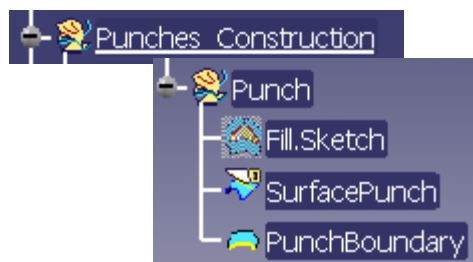 Punches Construction
Punch
Fill.Sketch
SurfacePunch
PunchBoundary